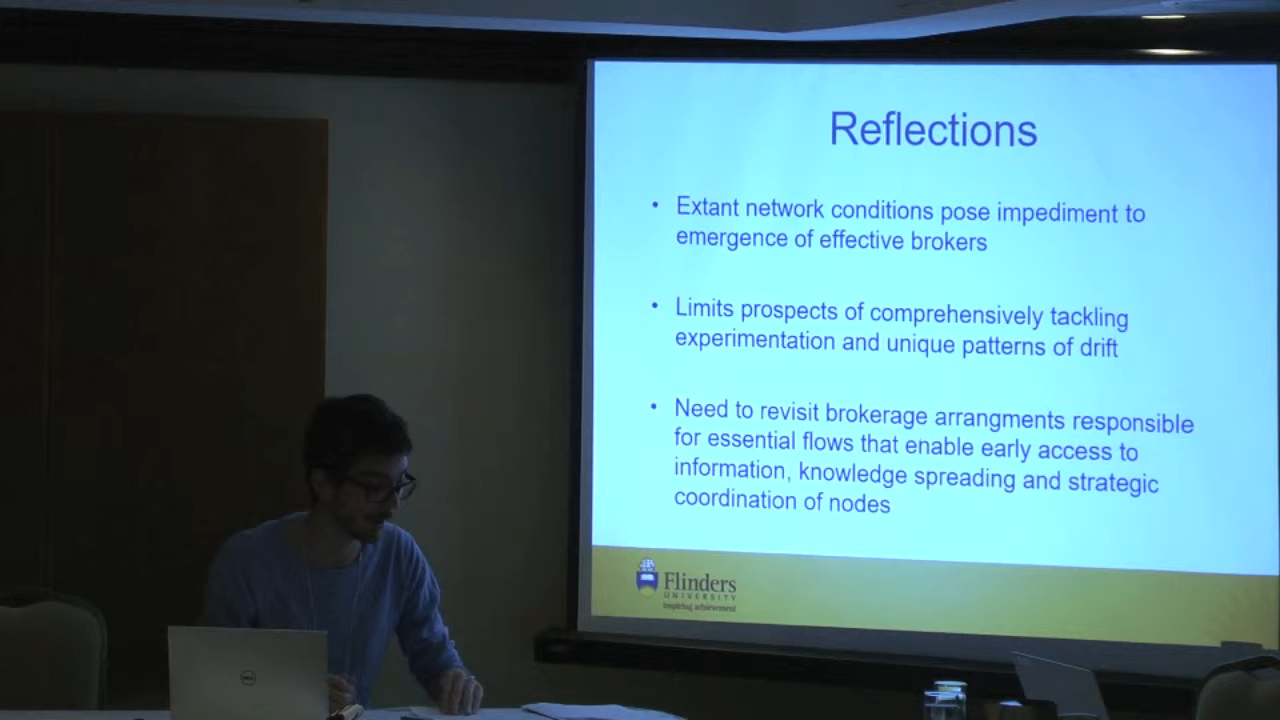 Reflections
• Extant network conditions pose impediment to
emergence of effective brokers
• Limits prospects of comprehensively tackling
experimentation and unique patterns of drift
• Need to revisit brokerage arrangments responsible
for essential flows that enable early access to
information, knowledge spreading and strategic
coordination of nodes
Flinders
UNIVERSITY
inspiring achievement
DELL